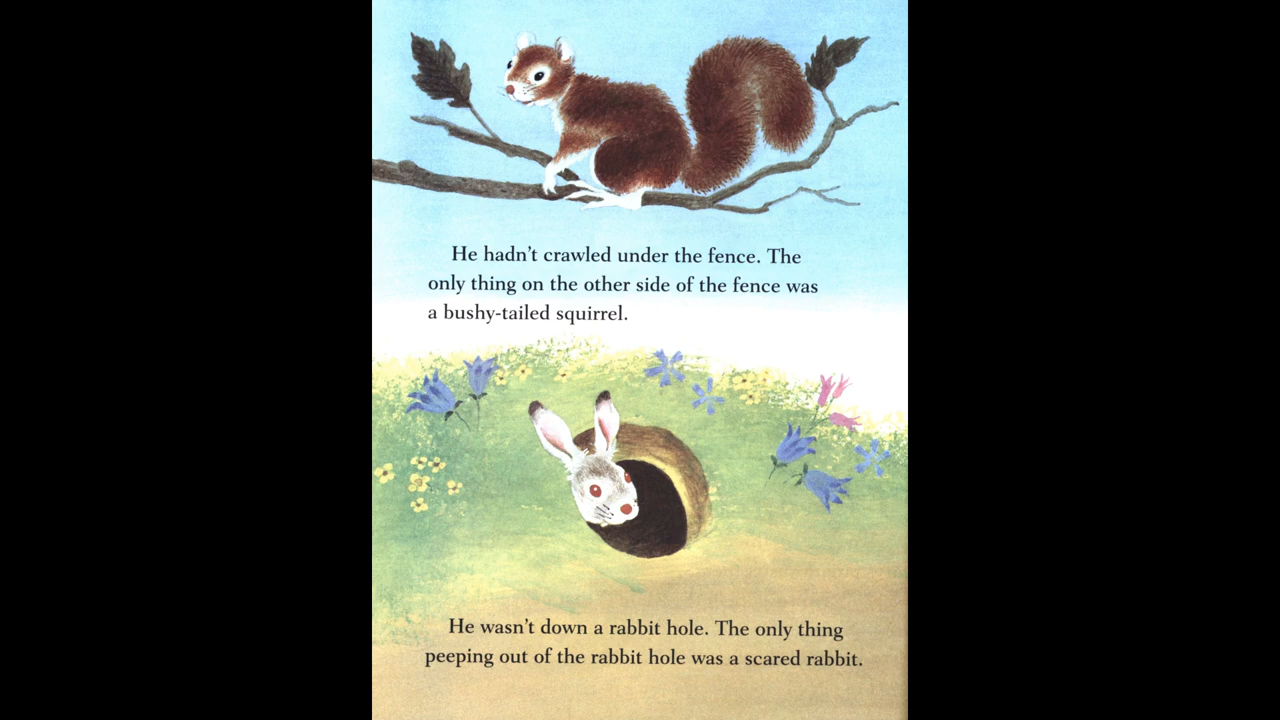 He hadn't crawled under the fence. The
only thing on the other side of the fence was
a bushy-tailed squirrel.
He wasn't down a rabbit hole. The only thing
peeping out of the rabbit hole was a scared rabbit.